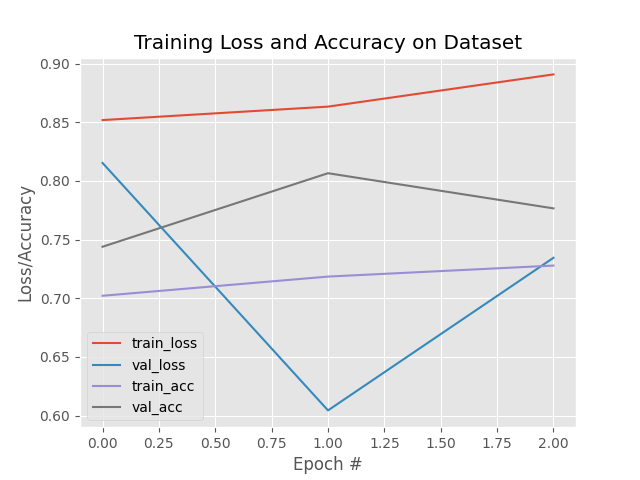 Training Loss and Accuracy on Dataset
0.90
0.85
0.80
0.75
0.70
0.65
0.60
Loss/Accuracy
train_loss
val_loss
train_acc
val_acc
0.00 0.25 0.50 0.75 1.00 1.25 1.50 1.75 2.00
Epoch #